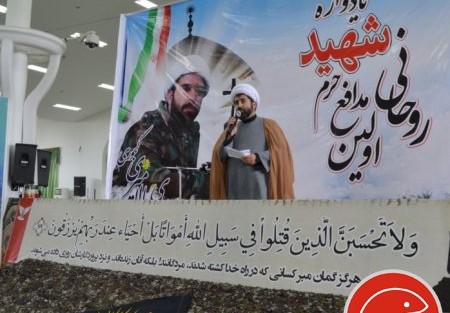 یادواره
شهید
روحانی
مدافع حرم
اولین
وَلا تَحْسَبَنَّ الَّذِينَ قُتِلُوا فِي سَبِيلِ اللَّهِ أَمْوَاتًا بَلْ أَحْيَاءٌ عِنْدَ رَبِّهِمْ يُرْزَقُونَ
هرگز گمان مبر کسانی که در راه خدا کشته شدند، مردگانند! بلکه آنان زنده‌اند، و نزد پروردگارشان روزی داده می شوند.